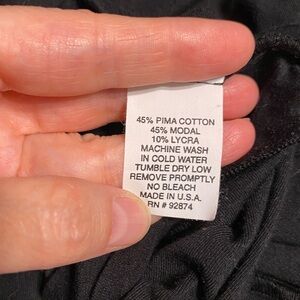 45% PIMA COTTON
45% MODAL
10% LYCRA
MACHINE WASH
IN COLD WATER
TUMBLE DRY LOW
REMOVE PROMPTLY
NO BLEACH
MADE IN U.S.A.
RN # 92874